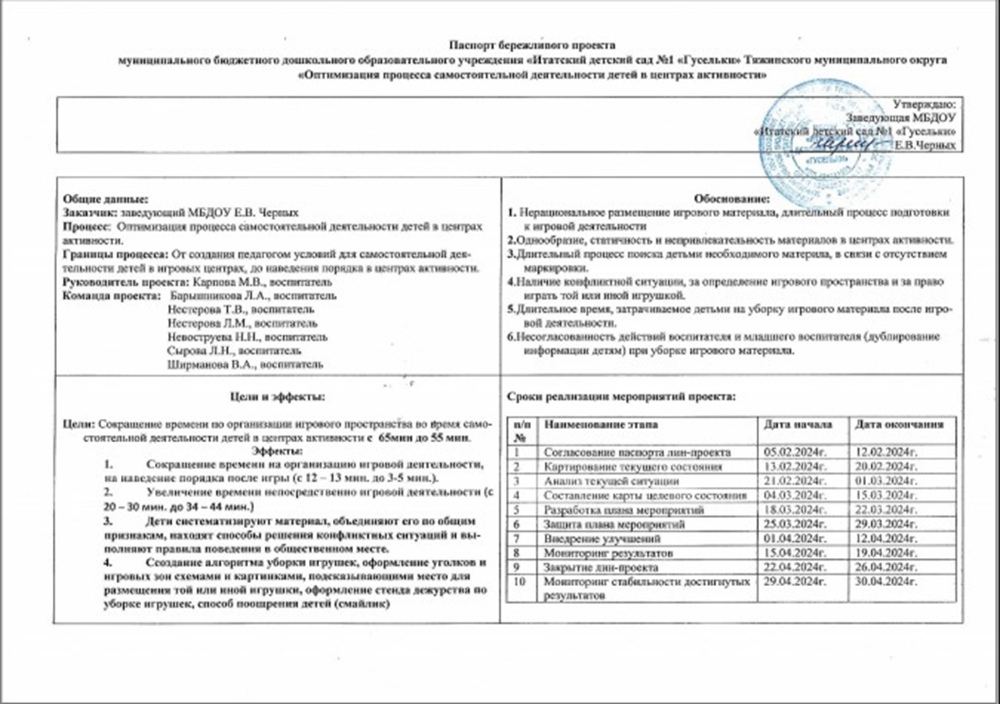 Паспорт бережливого проекта
муниципального бюджетного дошкольного образовательного учреждения «Итатский детский сад №1 «Гусельки» Тяжинского муниципального округа
«Оптимизация процесса самостоятельной деятельности детей в центрах активности»
Утверждаю:
Заведующая МБДОУ
«Итатский детский сад №1 «Гусельки»
Е.В.Черных
«ГУСЕЛЬКИ»
Общие данные:
Заказчик: заведующий МБДОУ Е.В. Черных
Процесс: Оптимизация процесса самостоятельной деятельности детей в центрах
активности.
Границы процесса: От создания педагогом условий для самостоятельной дея-
тельности детей в игровых центрах, до наведения порядка в центрах активности.
Руководитель проекта: Карпова М.В., воспитатель
Команда проекта: Барышникова Л.А., воспитатель
Нестерова Т.В., воспитатель
Нестерова Л.М., воспитатель
Невоструева Н.Н., воспитатель
Сырова Л.Н., воспитатель
Ширманова В.А., воспитатель
Обоснование:
1. Нерациональное размещение игрового материала, длительный процесс подготовки
к игровой деятельности
2.Однообразие, статичность и непривлекательность материалов в центрах активности.
3.Длительный процесс поиска детьми необходимого материла, в связи с отсутствием
маркировки.
4.Наличие конфликтной ситуации, за определение игрового пространства и за право
играть той или иной игрушкой.
5.Длительное время, затрачиваемое детьми на уборку игрового материала после игро-
вой деятельности.
6.Несогласованность действий воспитателя и младшего воспитателя (дублирование
информации детям) при уборке игрового материала.
Цели и эффекты:
Цели: Сокращение времени по организации игрового пространства во время само-
стоятельной деятельности детей в центрах активности с 65мин до 55 мин.
Эффекты:
1. Сокращение времени на организацию игровой деятельности,
на наведение порядка после игры (с 12 – 13 мин. до 3-5 мин.).
2. Увеличение времени непосредственно игровой деятельности (с
20 – 30 мин. до 34 – 44 мин.)
3. Дети систематизируют материал, объединяют его по общим
признакам, находят способы решения конфликтных ситуаций и вы-
полняют правила поведения в общественном месте.
4. Ссоздание алгоритма уборки игрушек, оформление уголков и
игровых зон схемами и картинками, подсказывающими место для
размещения той или иной игрушки, оформление стенда дежурства по
уборке игрушек, способ поощрения детей (смайлик)
Сроки реализации мероприятий проекта:
п/п № Наименование этапа Дата начала Дата окончания
1 Согласование паспорта лин-проекта 05.02.2024г. 12.02.2024г.
2 Картирование текущего состояния 13.02.2024г. 20.02.2024г.
3 Анализ текущей ситуации 21.02.2024г. 01.03.2024г.
4 Составление карты целевого состояния 04.03.2024г. 15.03.2024г.
5 Разработка плана мероприятий 18.03.2024г. 22.03.2024г.
6 Защита плана мероприятий 25.03.2024г. 29.03.2024г.
7 Внедрение улучшений 01.04.2024г. 12.04.2024г.
8 Мониторинг результатов 15.04.2024г. 19.04.2024г.
9 Закрытие лин-проекта 22.04.2024г. 26.04.2024г.
10 Мониторинг стабильности достигнутых 29.04.2024г. 30.04.2024г.
результатов